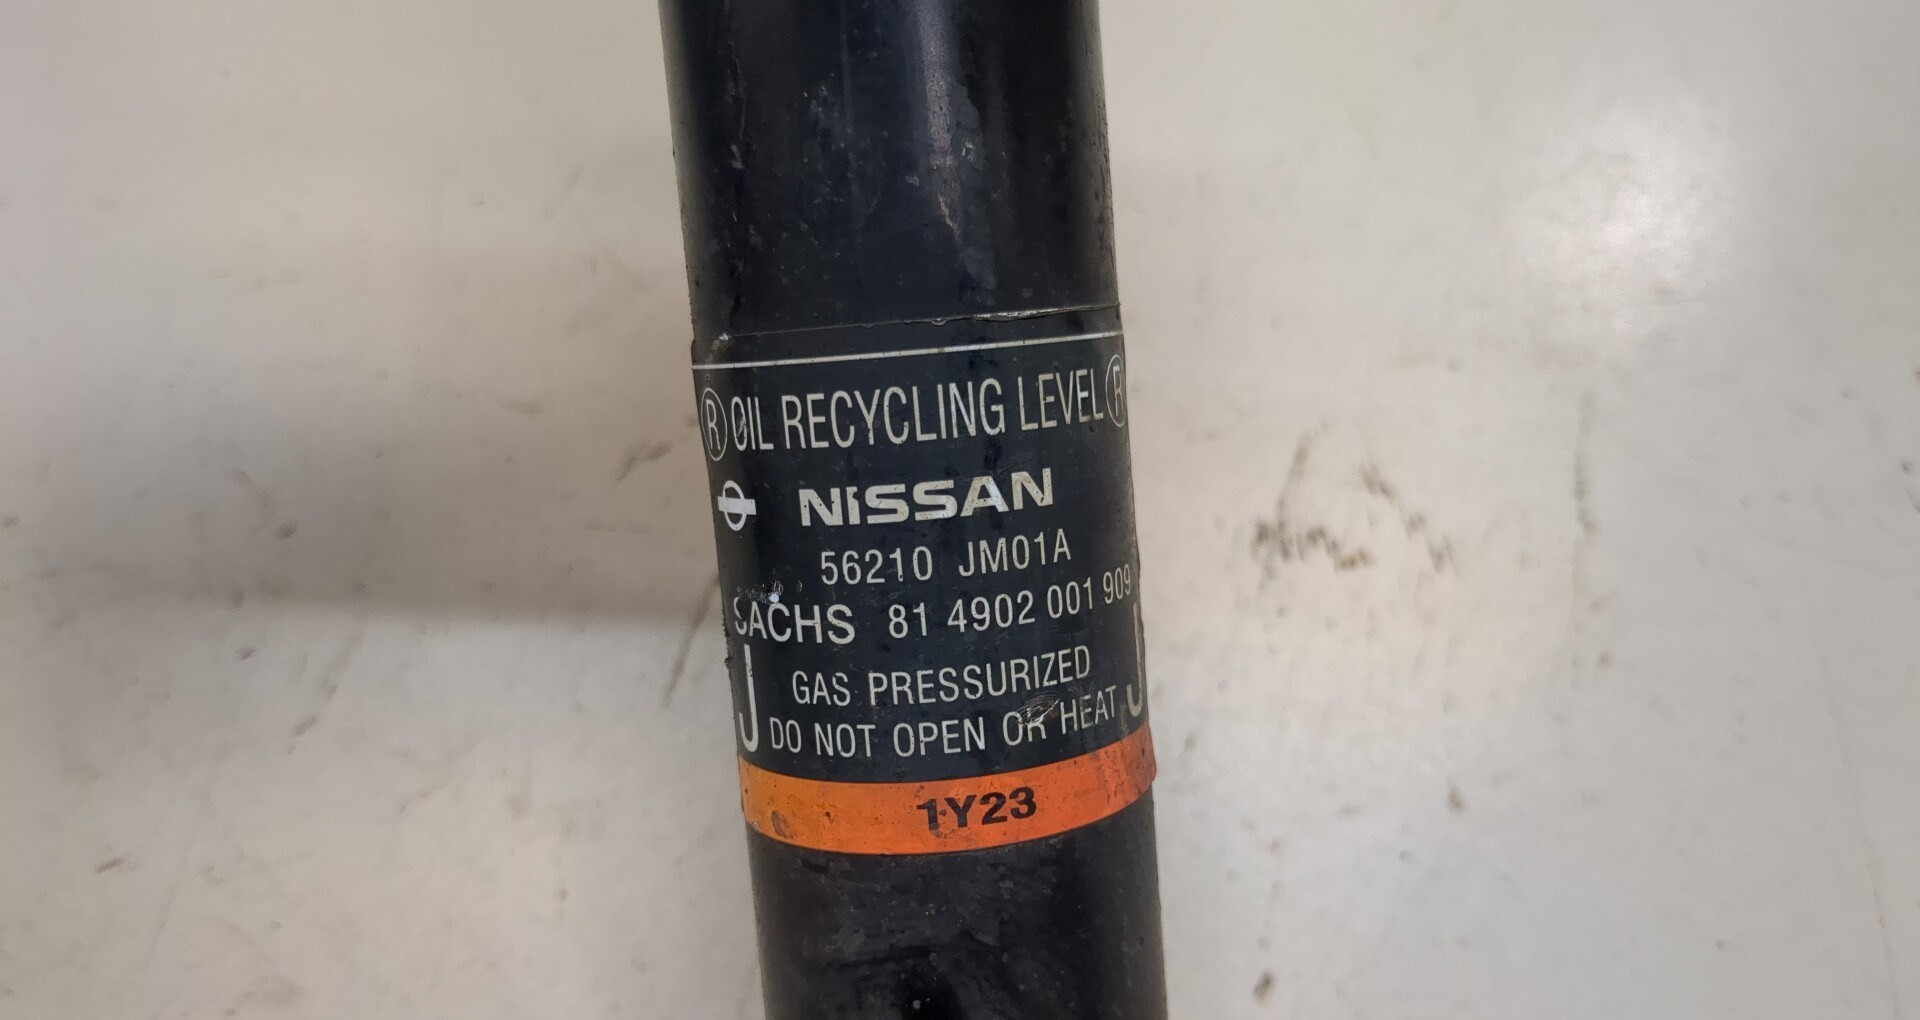 ® OIL RECYCLING LEVEL ®
NISSAN
56210 JM01A
SACHS 81 4902 001 909
J GAS PRESSURIZED J
DO NOT OPEN OR HEAT
1Y23